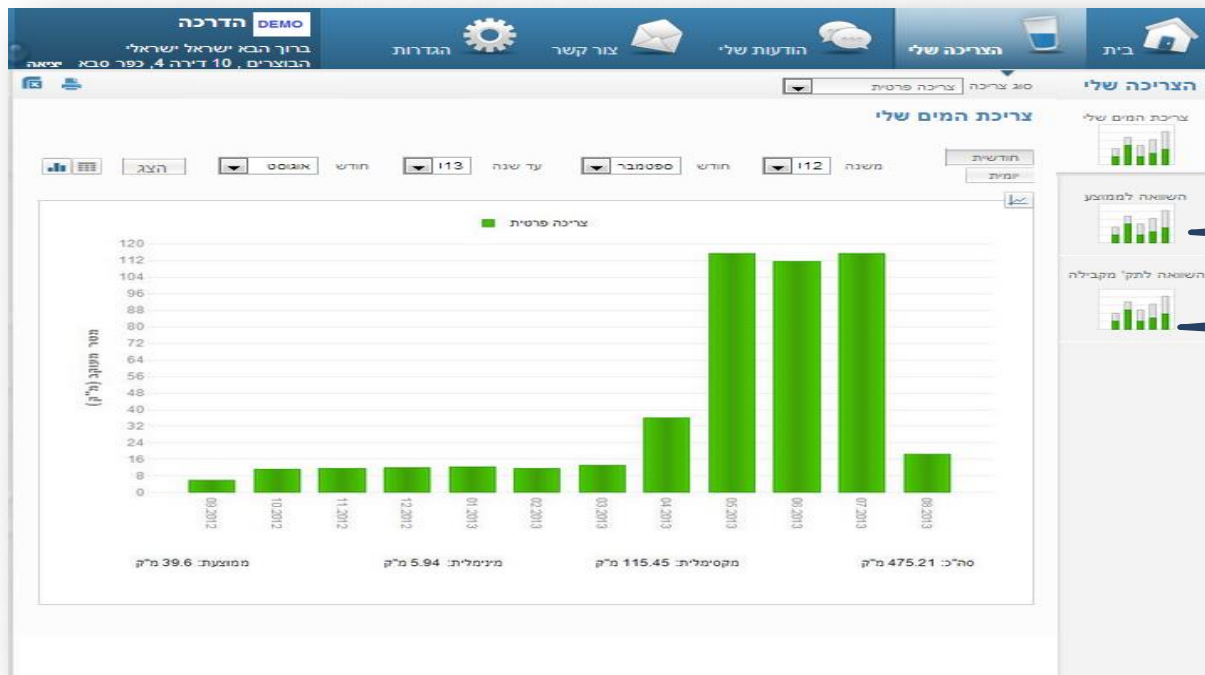 בית
הצריכה שלי
הודעות שלי
צור קשר
הגדרות
DEMO הדרכה
ברוך הבא ישראל ישראלי
הבוצרים , 10 דירה 4, כפר סבא יציאה
הצריכה שלי
סוג צריכה צריכה פרטית
צריכת המים שלי
צריכת המים שלי
השוואה לממוצע
השוואה לתק' מקבילה
חודשית
יומית
משנה 12 חודש ספטמבר עד שנה 13 חודש אוגוסט הצג
צריכה פרטית
מטר מעוקב (מ"ק)
120
112
104
96
88
80
72
64
56
48
40
32
24
16
8
0
09.2012
10.2012
11.2012
12.2012
01.2013
02.2013
03.2013
04.2013
05.2013
06.2013
07.2013
08.2013
סה"כ: 475.21 מ"ק מקסימלית: 115.45 מ"ק מינימלית: 5.94 מ"ק ממוצעת: 39.6 מ"ק